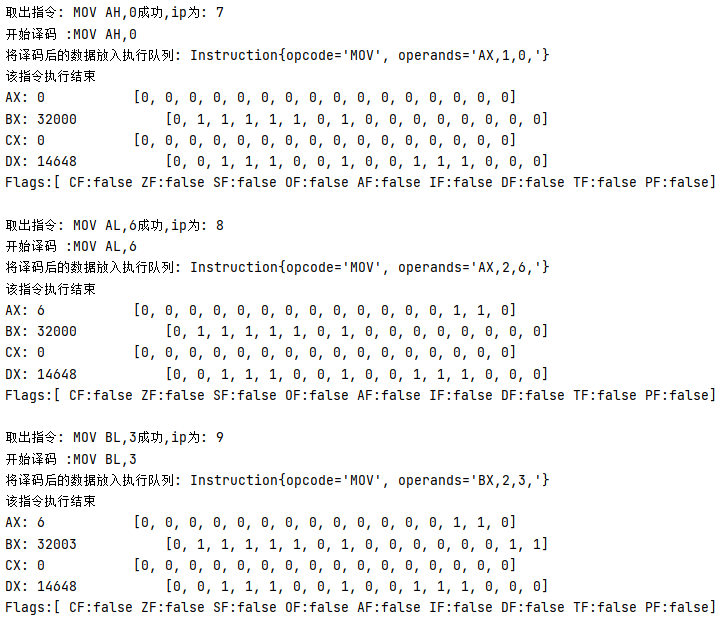 取出指令: MOV AH,0成功,ip为: 7
开始译码 :MOV AH,0
将译码后的数据放入执行队列: Instruction{opcode='MOV', operands='AX,1,0,'}
该指令执行结束
AX: 0 [0, 0, 0, 0, 0, 0, 0, 0, 0, 0, 0, 0, 0, 0, 0, 0]
BX: 32000 [0, 1, 1, 1, 1, 1, 0, 1, 0, 0, 0, 0, 0, 0, 0, 0]
CX: 0 [0, 0, 0, 0, 0, 0, 0, 0, 0, 0, 0, 0, 0, 0, 0, 0]
DX: 14648 [0, 0, 1, 1, 1, 0, 0, 1, 0, 0, 1, 1, 1, 0, 0, 0]
Flags:[ CF:false ZF:false SF:false OF:false AF:false IF:false DF:false TF:false PF:false]
取出指令: MOV AL,6成功,ip为: 8
开始译码 :MOV AL,6
将译码后的数据放入执行队列: Instruction{opcode='MOV', operands='AX,2,6,'}
该指令执行结束
AX: 6 [0, 0, 0, 0, 0, 0, 0, 0, 0, 0, 0, 0, 0, 1, 1, 0]
BX: 32000 [0, 1, 1, 1, 1, 1, 0, 1, 0, 0, 0, 0, 0, 0, 0, 0]
CX: 0 [0, 0, 0, 0, 0, 0, 0, 0, 0, 0, 0, 0, 0, 0, 0, 0]
DX: 14648 [0, 0, 1, 1, 1, 0, 0, 1, 0, 0, 1, 1, 1, 0, 0, 0]
Flags:[ CF:false ZF:false SF:false OF:false AF:false IF:false DF:false TF:false PF:false]
取出指令: MOV BL,3成功,ip为: 9
开始译码 :MOV BL,3
将译码后的数据放入执行队列: Instruction{opcode='MOV', operands='BX,2,3,'}
该指令执行结束
AX: 6 [0, 0, 0, 0, 0, 0, 0, 0, 0, 0, 0, 0, 0, 1, 1, 0]
BX: 32003 [0, 1, 1, 1, 1, 1, 0, 1, 0, 0, 0, 0, 0, 0, 1, 1]
CX: 0 [0, 0, 0, 0, 0, 0, 0, 0, 0, 0, 0, 0, 0, 0, 0, 0]
DX: 14648 [0, 0, 1, 1, 1, 0, 0, 1, 0, 0, 1, 1, 1, 0, 0, 0]
Flags:[ CF:false ZF:false SF:false OF:false AF:false IF:false DF:false TF:false PF:false]